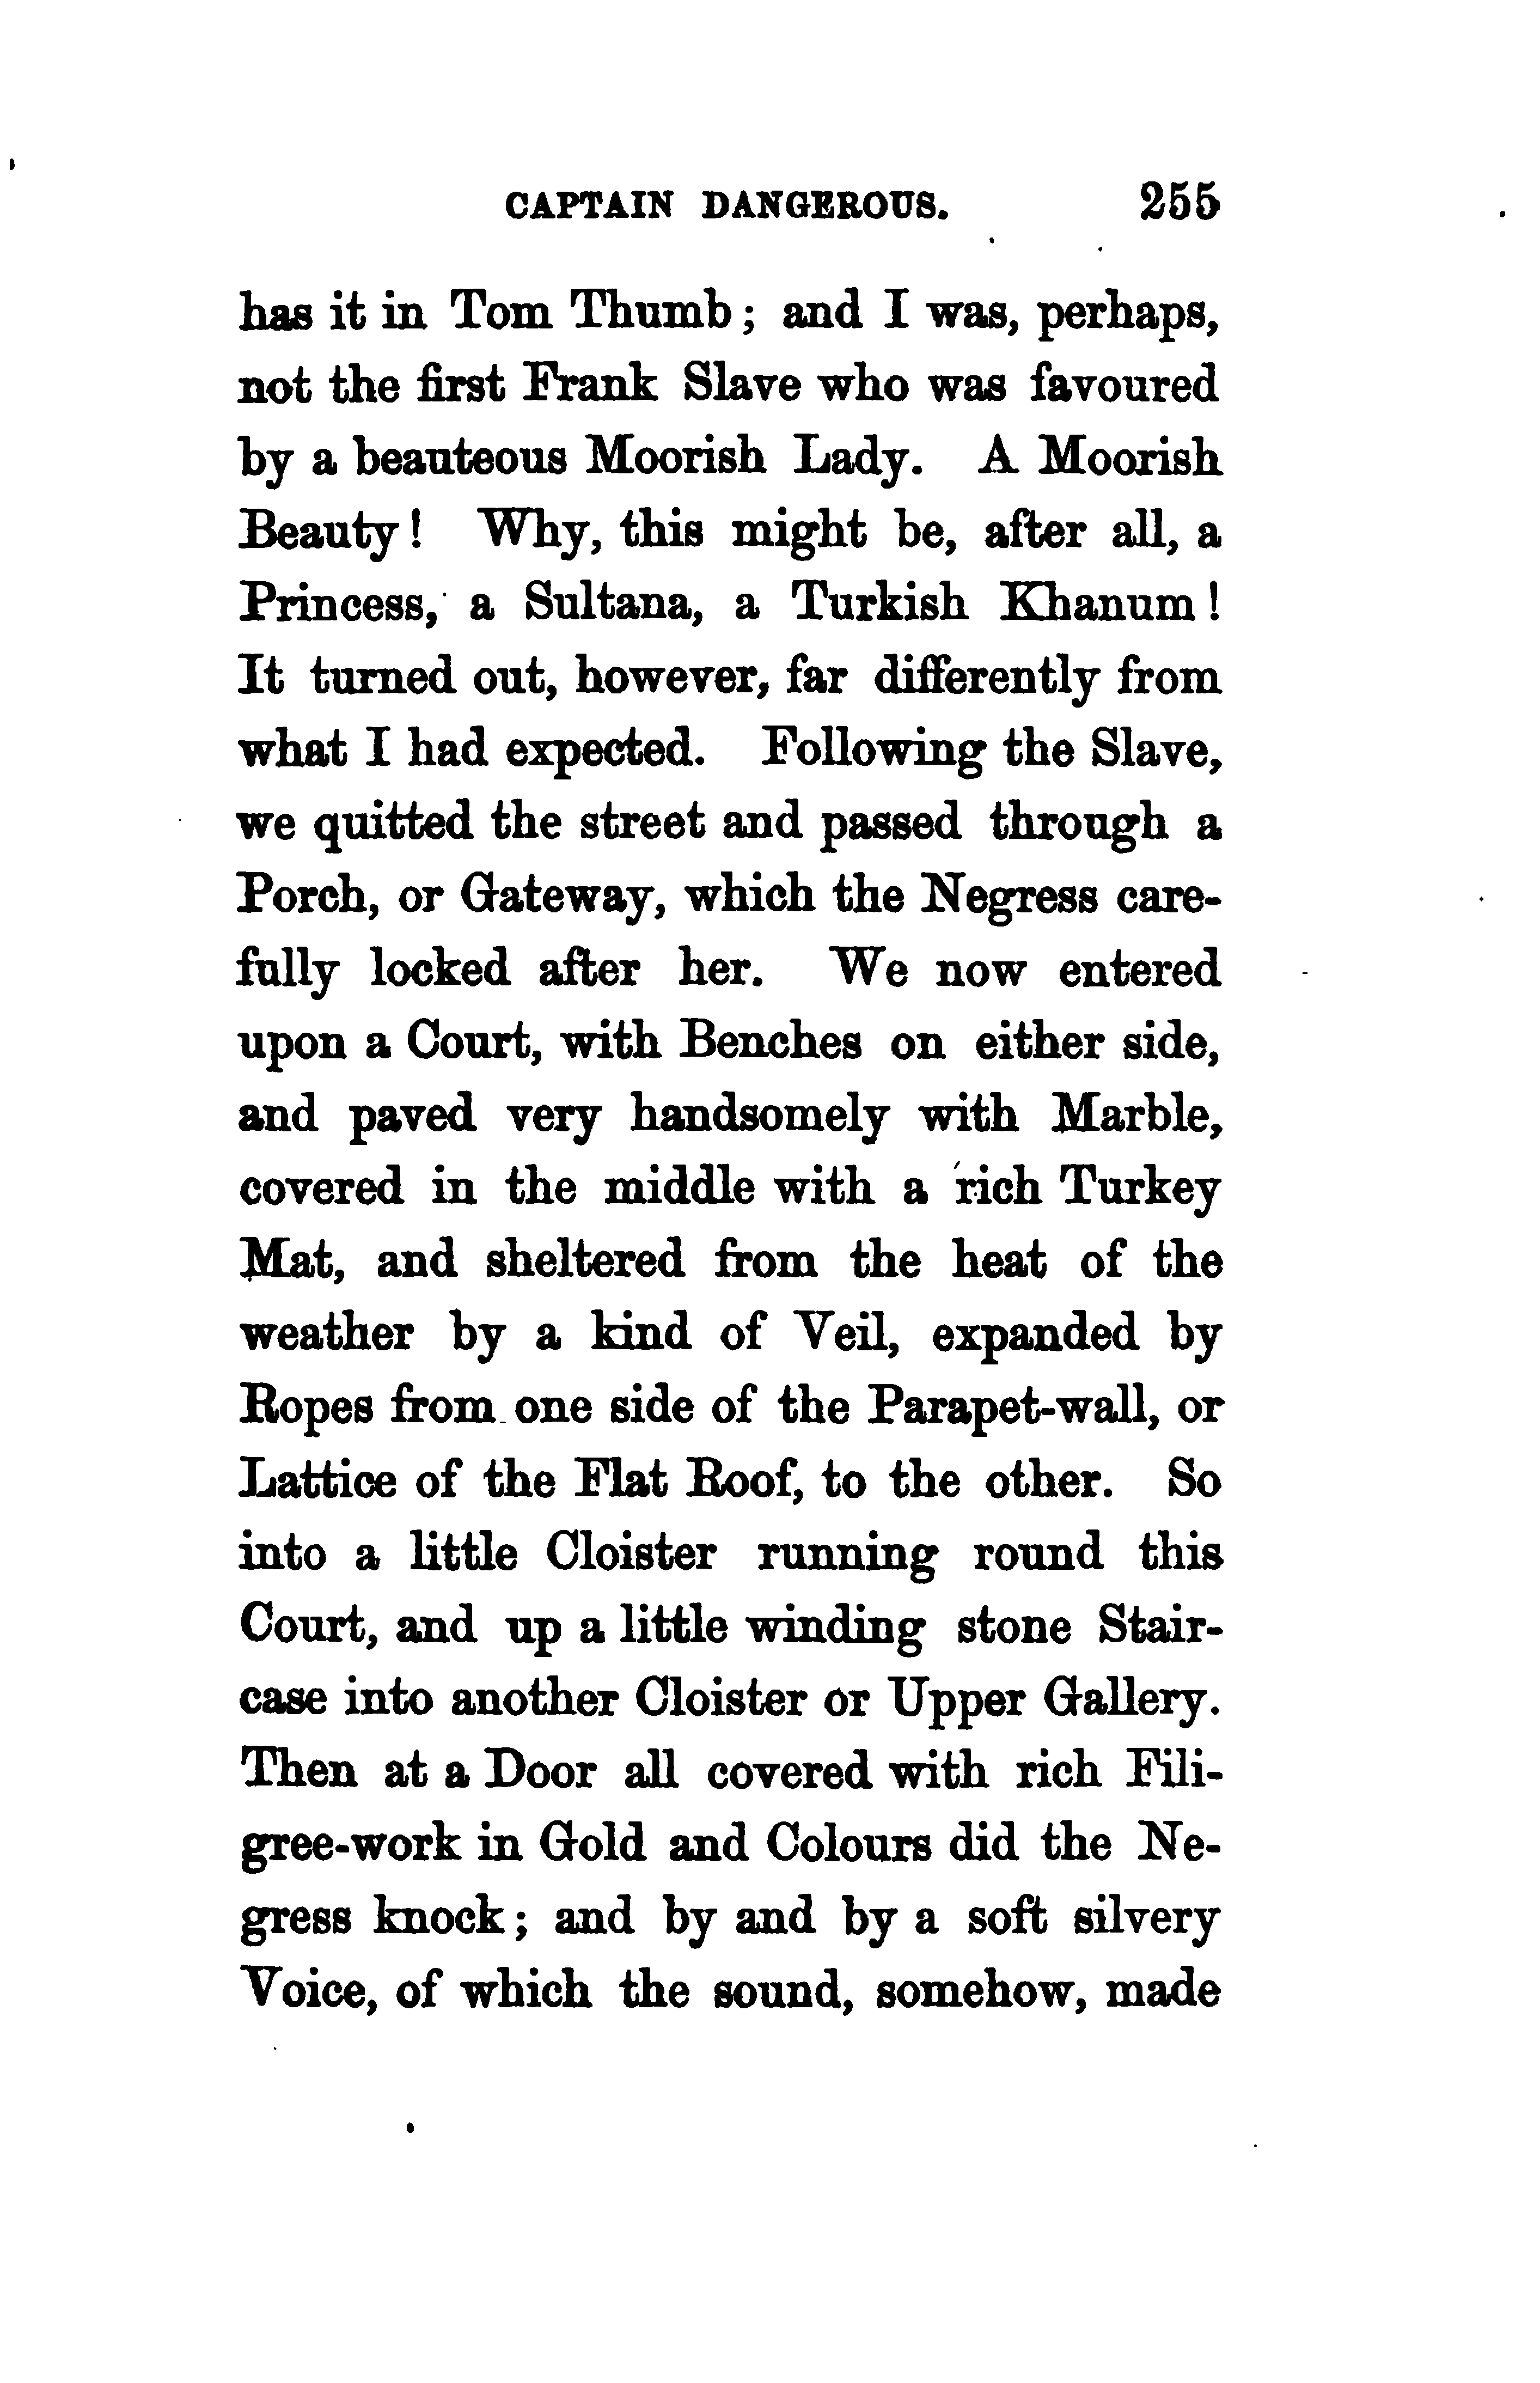 CAPTAIN DANGEROUS. 255
has it in Tom Thumb; and I was, perhaps,
not the first Frank Slave who was favoured
by a beauteous Moorish Lady. A Moorish
Beauty! Why, this might be, after all, a
Princess, a Sultana, a Turkish Khanum!
It turned out, however, far differently from
what I had expected. Following the Slave,
we quitted the street and passed through a
Porch, or Gateway, which the Negress care-
fully locked after her. We now entered
upon a Court, with Benches on either side,
and paved very handsomely with Marble,
covered in the middle with a rich Turkey
Mat, and sheltered from the heat of the
weather by a kind of Veil, expanded by
Ropes from one side of the Parapet-wall, or
Lattice of the Flat Roof, to the other. So
into a little Cloister running round this
Court, and up a little winding stone Stair-
case into another Cloister or Upper Gallery.
Then at a Door all covered with rich Fili-
gree-work in Gold and Colours did the Ne-
gress knock; and by and by a soft silvery
Voice, of which the sound, somehow, made